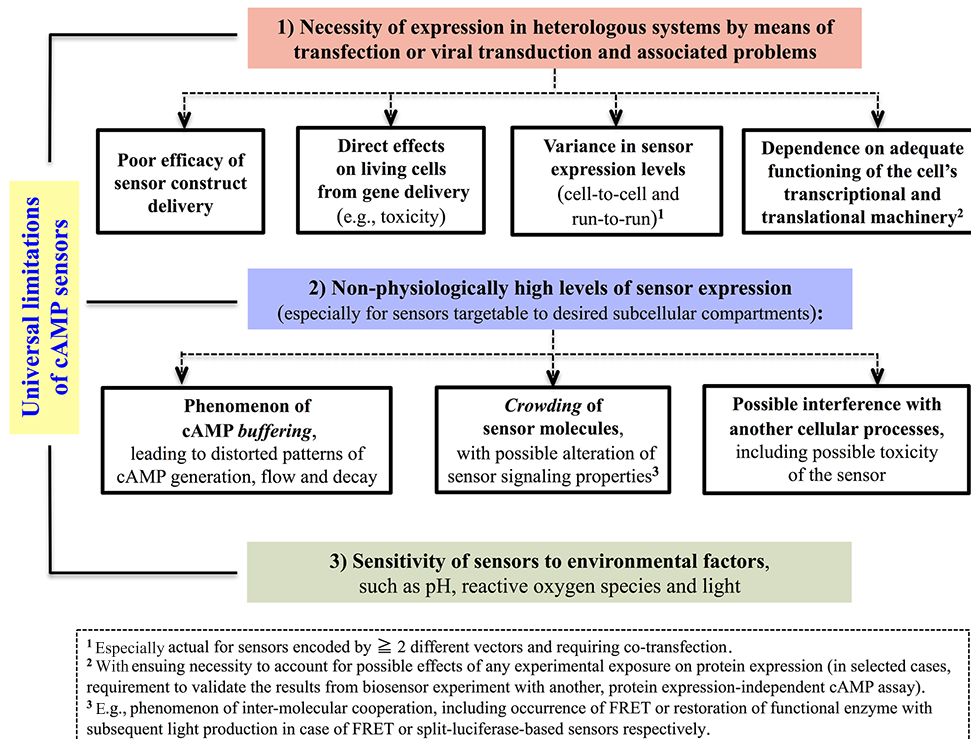 Universal limitations
of cAMP sensors
1) Necessity of expression in heterologous systems by means of
transfection or viral transduction and associated problems
Poor efficacy of
sensor construct
delivery
Direct effects
on living cells
from gene delivery
(e.g., toxicity)
Variance in sensor
expression levels
(cell-to-cell and
run-to-run)¹
Dependence on adequate
functioning of the cell's
transcriptional and
translational machinery²
2) Non-physiologically high levels of sensor expression
(especially for sensors targetable to desired subcellular compartments):
Phenomenon of
cAMP buffering,
leading to distorted patterns of
cAMP generation, flow and decay
Crowding of
sensor molecules,
with possible alteration of
sensor signaling properties³
Possible interference with
another cellular processes,
including possible toxicity
of the sensor
3) Sensitivity of sensors to environmental factors,
such as pH, reactive oxygen species and light
¹ Especially actual for sensors encoded by ≧ 2 different vectors and requiring co-transfection.
² With ensuing necessity to account for possible effects of any experimental exposure on protein expression (in selected cases,
requirement to validate the results from biosensor experiment with another, protein expression-independent cAMP assay).
³ E.g., phenomenon of inter-molecular cooperation, including occurrence of FRET or restoration of functional enzyme with
subsequent light production in case of FRET or split-luciferase-based sensors respectively.